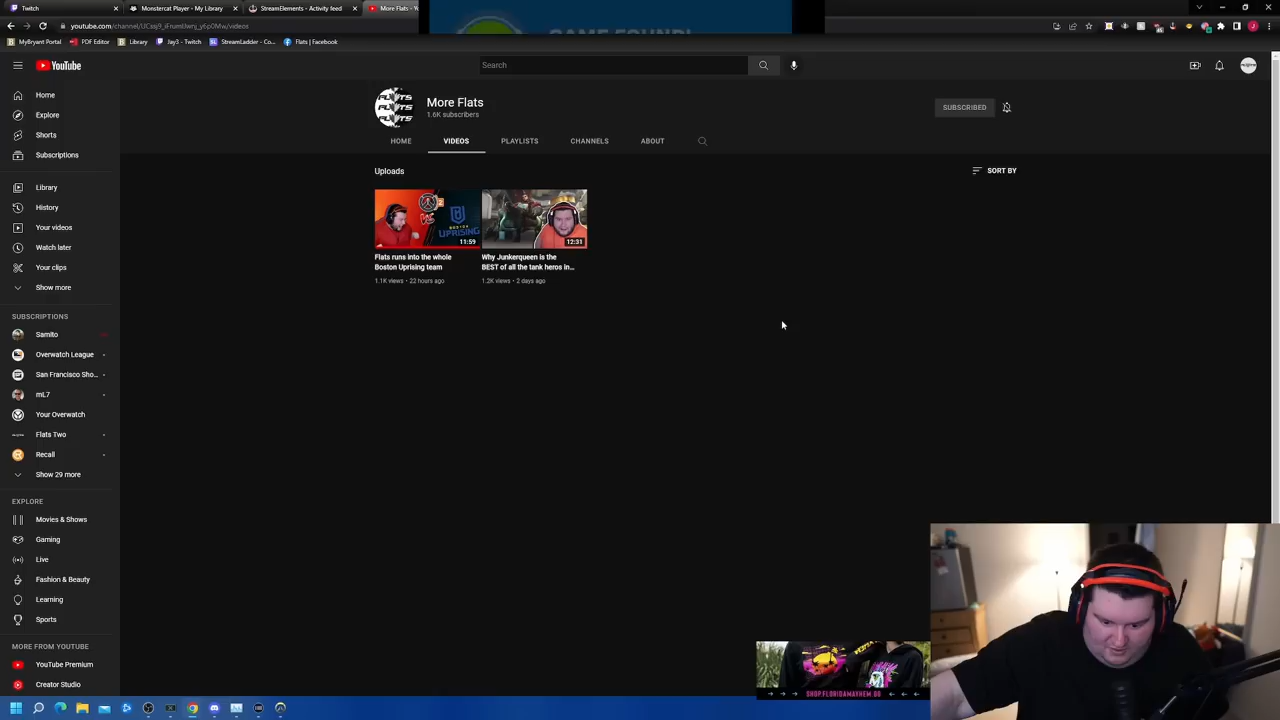 Twitch
Monstercat Player - My Library
StreamElements - Activity feed
More Flats - Y
MyBryant Portal
PDF Editor
Library
Jay3 - Twitch
StreamLadder - Co...
Flats | Facebook
YouTube
Search
Home
Explore
Shorts
Subscriptions
Library
History
Your videos
Watch later
Your clips
Show more
SUBSCRIPTIONS
Samito
Overwatch League
San Francisco Sho...
mL7
Your Overwatch
Flats Two
Recall
Show 29 more
EXPLORE
Movies & Shows
Gaming
Live
Fashion & Beauty
Learning
Sports
MORE FROM YOUTUBE
YouTube Premium
Creator Studio
More Flats
1.6K subscribers
SUBSCRIBED
HOME
VIDEOS
PLAYLISTS
CHANNELS
ABOUT
Uploads
SORT BY
UPRISING
11:59
12:31
Flats runs into the whole
Boston Uprising team
1.1K views • 22 hours ago
Why Junkerqueen is the
BEST of all the tank heros in...
1.2K views • 2 days ago
SHOP.FLORIDAMAYHEM.GG